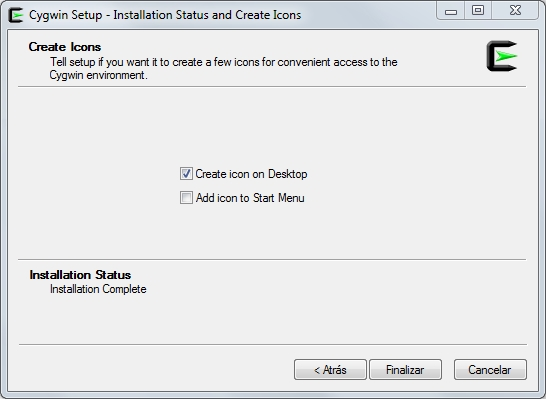 Cygwin Setup - Installation Status and Create Icons
Create Icons
Tell setup if you want it to create a few icons for convenient access to the
Cygwin environment.
Create icon on Desktop
Add icon to Start Menu
Installation Status
Installation Complete
< Atrás
Finalizar
Cancelar